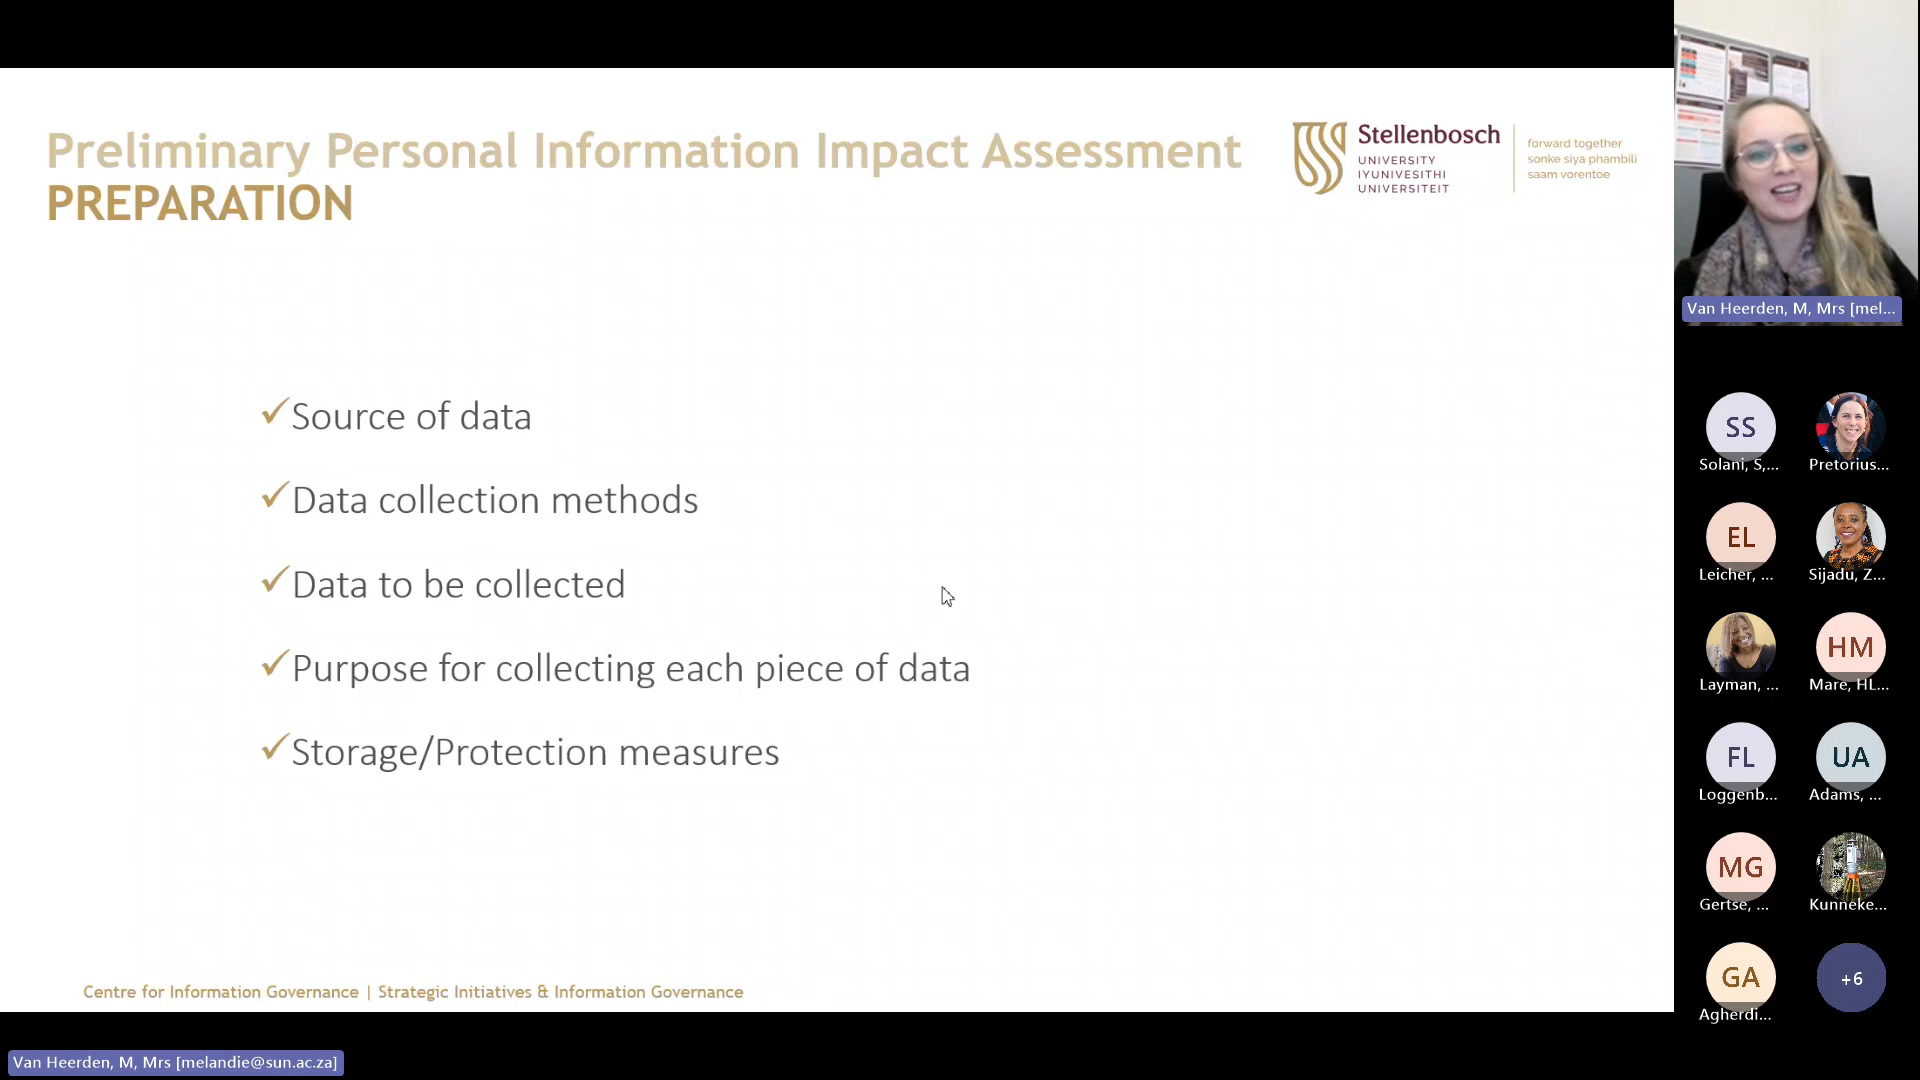 Preliminary Personal Information Impact Assessment
PREPARATION
Stellenbosch
UNIVERSITY
IYUNIVESITHI
UNIVERSITEIT
forward together
sonke siya phambili
saam vorentoe
✓Source of data
✓Data collection methods
✓Data to be collected
✓Purpose for collecting each piece of data
✓Storage/Protection measures
Centre for Information Governance | Strategic Initiatives & Information Governance
Van Heerden, M, Mrs [melandie@sun.ac.za]
Van Heerden, M, Mrs [mel...
SS
Solani, S,...
Pretorius...
EL
Leicher, ...
Sijadu, Z...
Layman, ...
HM
Mare, HL...
FL
Loggenb...
UA
Adams, ...
MG
Gertse, ...
Kunneke...
GA
Agherdi...
+6